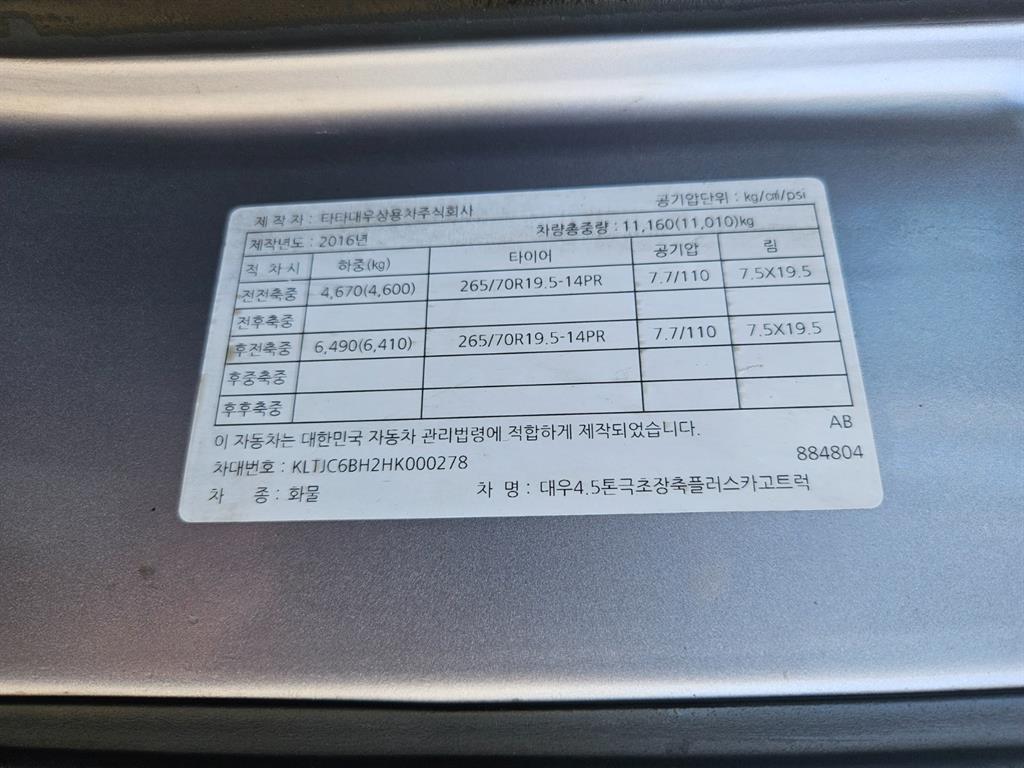 제 작 자 : 타타대우상용차주식회사 공기압단위 : kg/㎠/psi
제작년도 : 2016년 차량총중량 : 11,160(11,010)kg
적 차 시 하중(kg) 타이어 공기압 림
전전축중 4,670(4,600) 265/70R19.5-14PR 7.7/110 7.5X19.5
전후축중
후전축중 6,490(6,410) 265/70R19.5-14PR 7.7/110 7.5X19.5
후중축중
후후축중
이 자동차는 대한민국 자동차 관리법령에 적합하게 제작되었습니다. AB
차대번호 : KLTJC6BH2HK000278 884804
차 종 : 화물 차 명 : 대우4.5톤극초장축플러스카고트럭